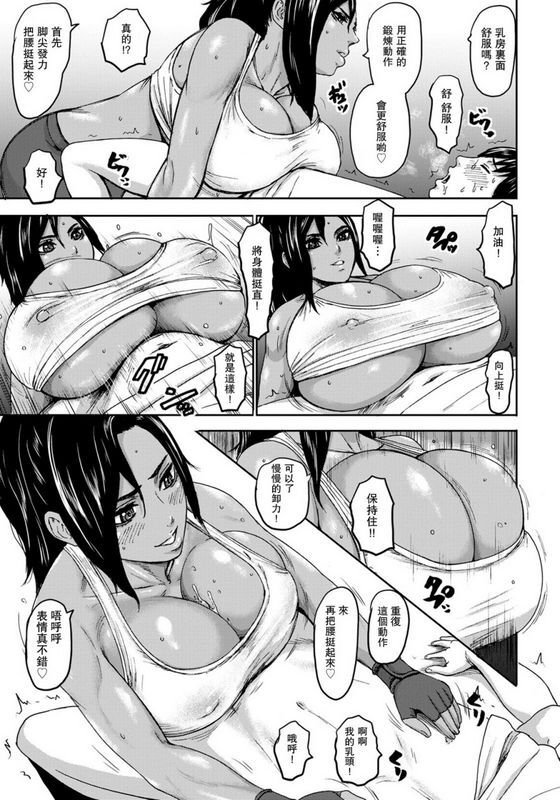 乳房裏面
舒服嗎？
舒 舒服！
用正確的
鍛煉動作
會更舒服喲♡
真的!?
首先
脚尖發力
把腰挺起來♡
好！
加油！
喔喔喔…
向上挺！
將身體挺直！
就是這樣！
保持住!!
可以了
慢慢的卸力！
重復
這個動作
來
再把腰挺起來♡
啊啊
我的乳頭！
哦呼！
唔呼呼
表情真不錯♡